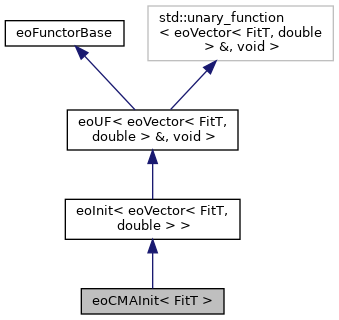 eoFunctorBase
std::unary_function
< eoVector< FitT, double
> &, void >
eoUF< eoVector< FitT,
double > &, void >
eoInit< eoVector< FitT,
double > >
eoCMAInit< FitT >